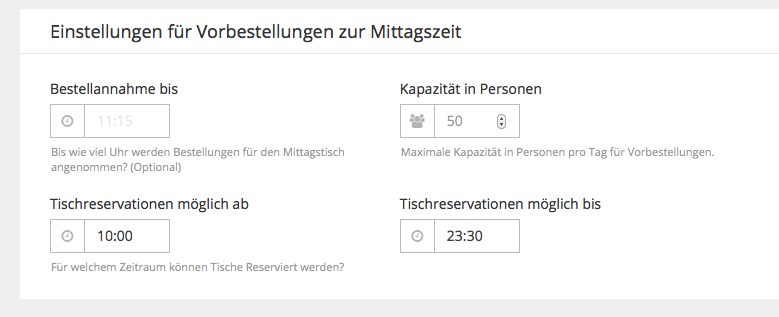 Einstellungen für Vorbestellungen zur Mittagszeit
Bestellannahme bis
Kapazität in Personen
11:15
50
Bis wie viel Uhr werden Bestellungen für den Mittagstisch
angenommen? (Optional)
Maximale Kapazität in Personen pro Tag für Vorbestellungen.
Tischreservationen möglich ab
Tischreservationen möglich bis
10:00
23:30
Für welchem Zeitraum können Tische Reserviert werden?